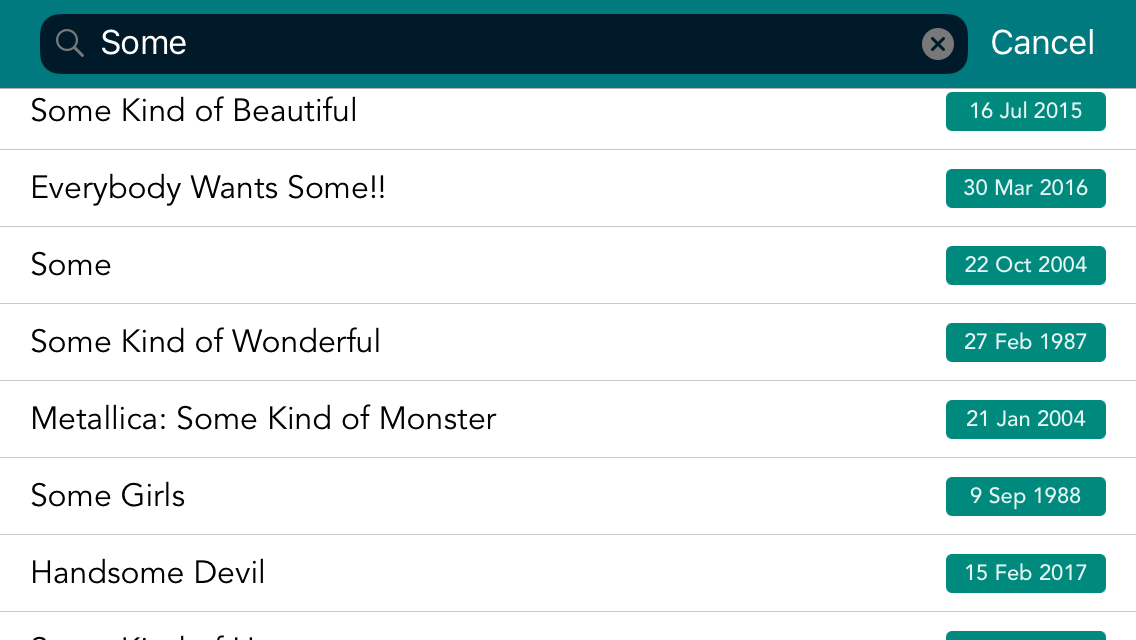 Some
Cancel
Some Kind of Beautiful
16 Jul 2015
Everybody Wants Some!!
30 Mar 2016
Some
22 Oct 2004
Some Kind of Wonderful
27 Feb 1987
Metallica: Some Kind of Monster
21 Jan 2004
Some Girls
9 Sep 1988
Handsome Devil
15 Feb 2017